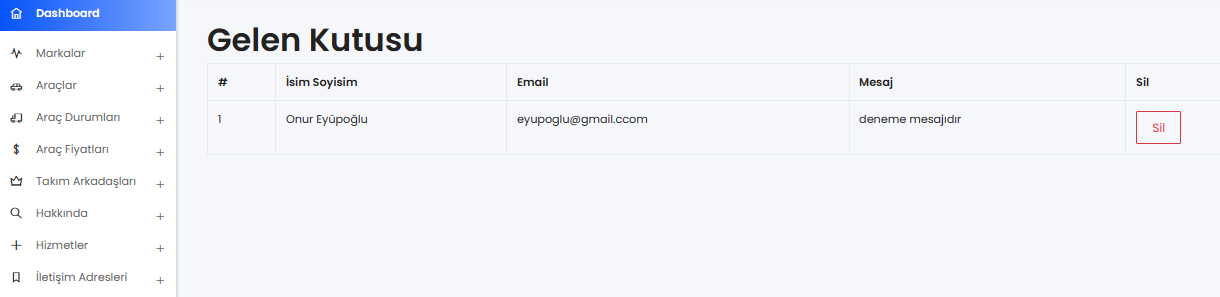 Dashboard
Markalar
Araçlar
Araç Durumları
Araç Fiyatları
Takım Arkadaşları
Hakkında
Hizmetler
İletişim Adresleri
Gelen Kutusu
# İsim Soyisim Email Mesaj Sil
1 Onur Eyüpoğlu eyupoglu@gmail.ccom deneme mesajıdır Sil